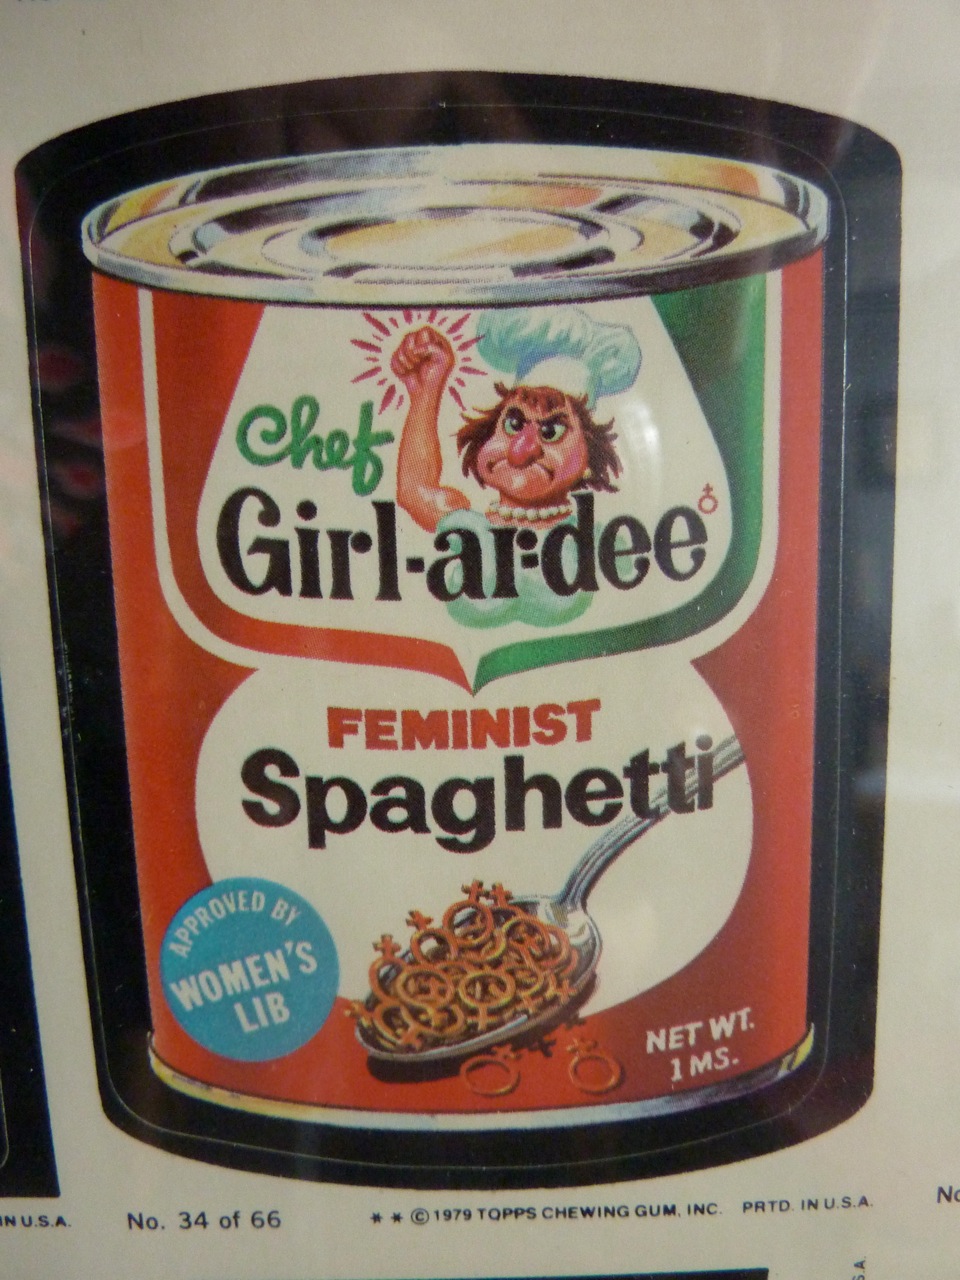 Chef
Girl-ar-dee
FEMINIST
Spaghetti
APPROVED BY
WOMEN'S
LIB
NET WT.
1 MS.
IN U.S.A.
No. 34 of 66
* * © 1979 TOPPS CHEWING GUM, INC. PRTD. IN U.S.A.
No
S.A.